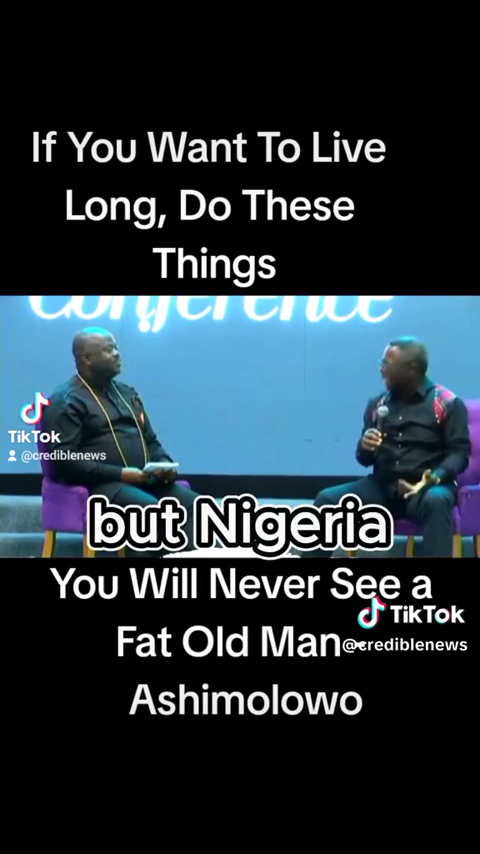 If You Want To Live
Long, Do These
Things
Conference
TikTok
@crediblenews
but Nigeria
You Will Never See a
Fat Old Man -
TikTok
@crediblenews
Ashimolowo